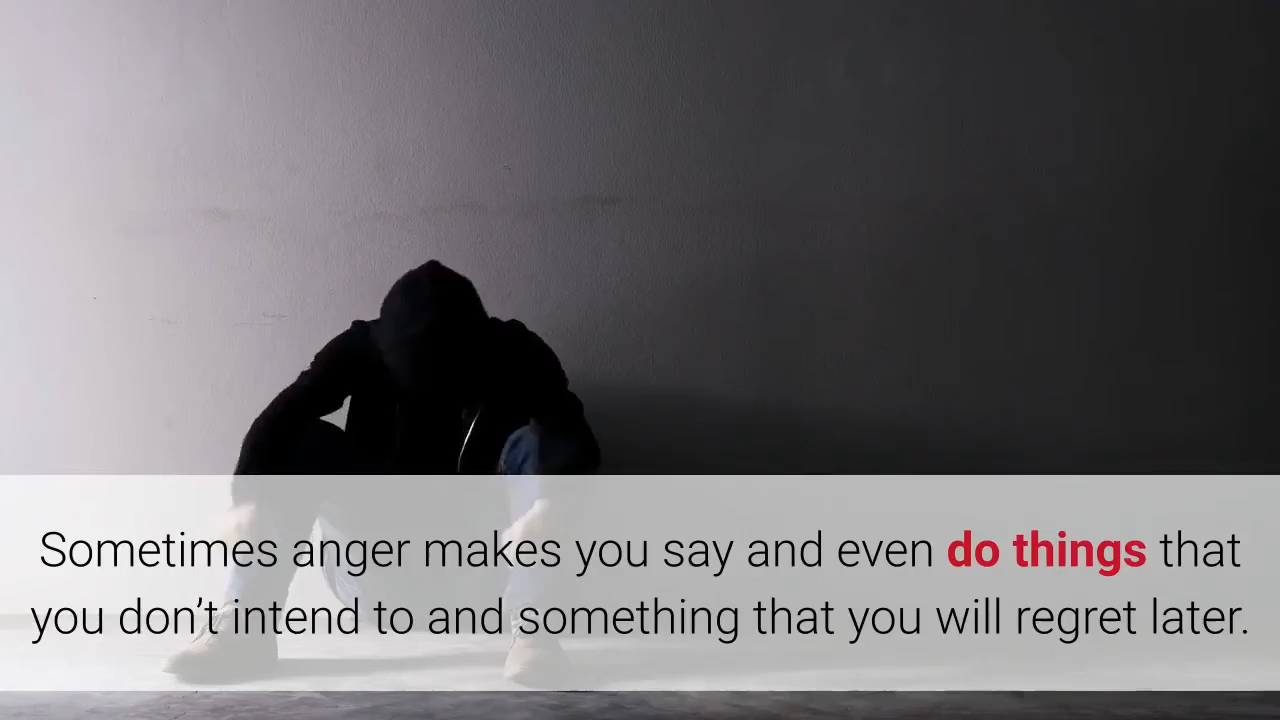 Sometimes anger makes you say and even do things that
you don’t intend to and something that you will regret later.